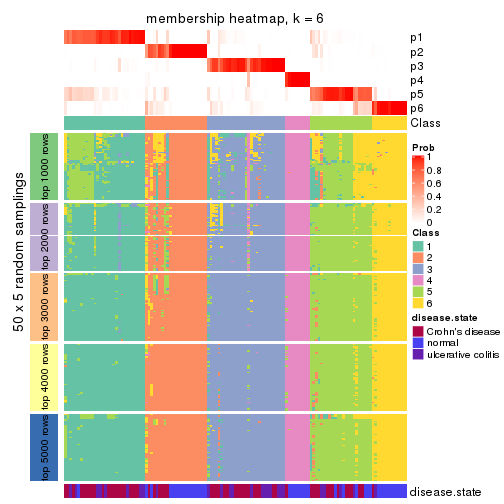 membership heatmap, k = 6
p1
p2
p3
p4
p5
p6
Class
50 x 5 random samplings
top 1000 rows
top 2000 rows
top 3000 rows
top 4000 rows
top 5000 rows
disease.state
Prob
1
0.8
0.6
0.4
0.2
0
Class
1
2
3
4
5
6
disease.state
Crohn's disease
normal
ulcerative colitis